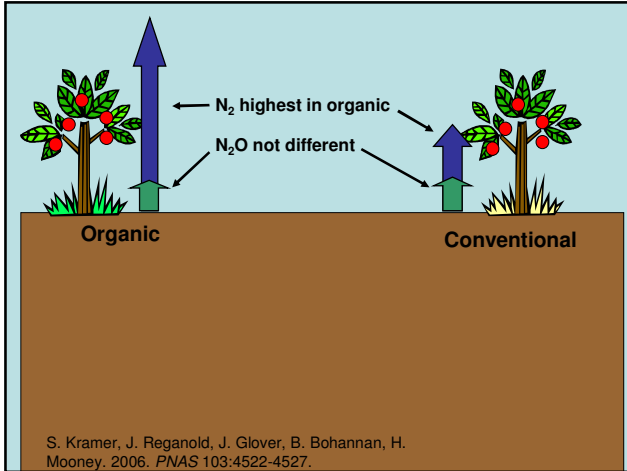 N₂ highest in organic
N₂O not different
Organic
Conventional
S. Kramer, J. Reganold, J. Glover, B. Bohannan, H.
Mooney. 2006. PNAS 103:4522-4527.